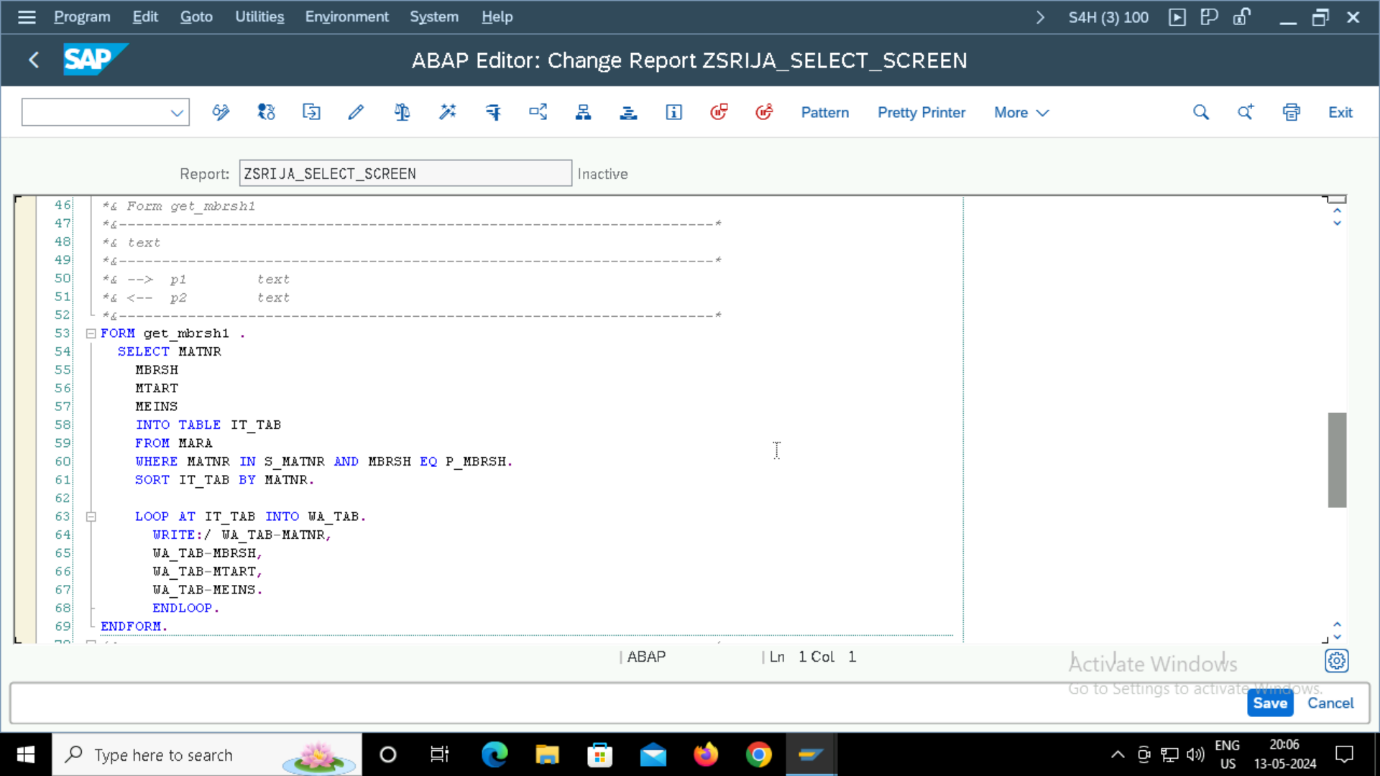 Program Edit Goto Utilities Environment System Help S4H (3) 100
SAP ABAP Editor: Change Report ZSRIJA_SELECT_SCREEN
Pattern Pretty Printer More Exit
Report: ZSRIJA_SELECT_SCREEN Inactive
46 *& Form get_mbrsh1
47 *&---------------------------------------------------------------------*
48 *& text
49 *&---------------------------------------------------------------------*
50 *& --> p1 text
51 *& <-- p2 text
52 *&---------------------------------------------------------------------*
53 FORM get_mbrsh1 .
54 SELECT MATNR
55 MBRSH
56 MTART
57 MEINS
58 INTO TABLE IT_TAB
59 FROM MARA
60 WHERE MATNR IN S_MATNR AND MBRSH EQ P_MBRSH.
61 SORT IT_TAB BY MATNR.
62
63 LOOP AT IT_TAB INTO WA_TAB.
64 WRITE:/ WA_TAB-MATNR,
65 WA_TAB-MBRSH,
66 WA_TAB-MTART,
67 WA_TAB-MEINS.
68 ENDLOOP.
69 ENDFORM.
ABAP Ln 1 Col 1
Activate Windows
Go to Settings to activate Windows.
Save Cancel
Type here to search
ENG 20:06
US 13-05-2024